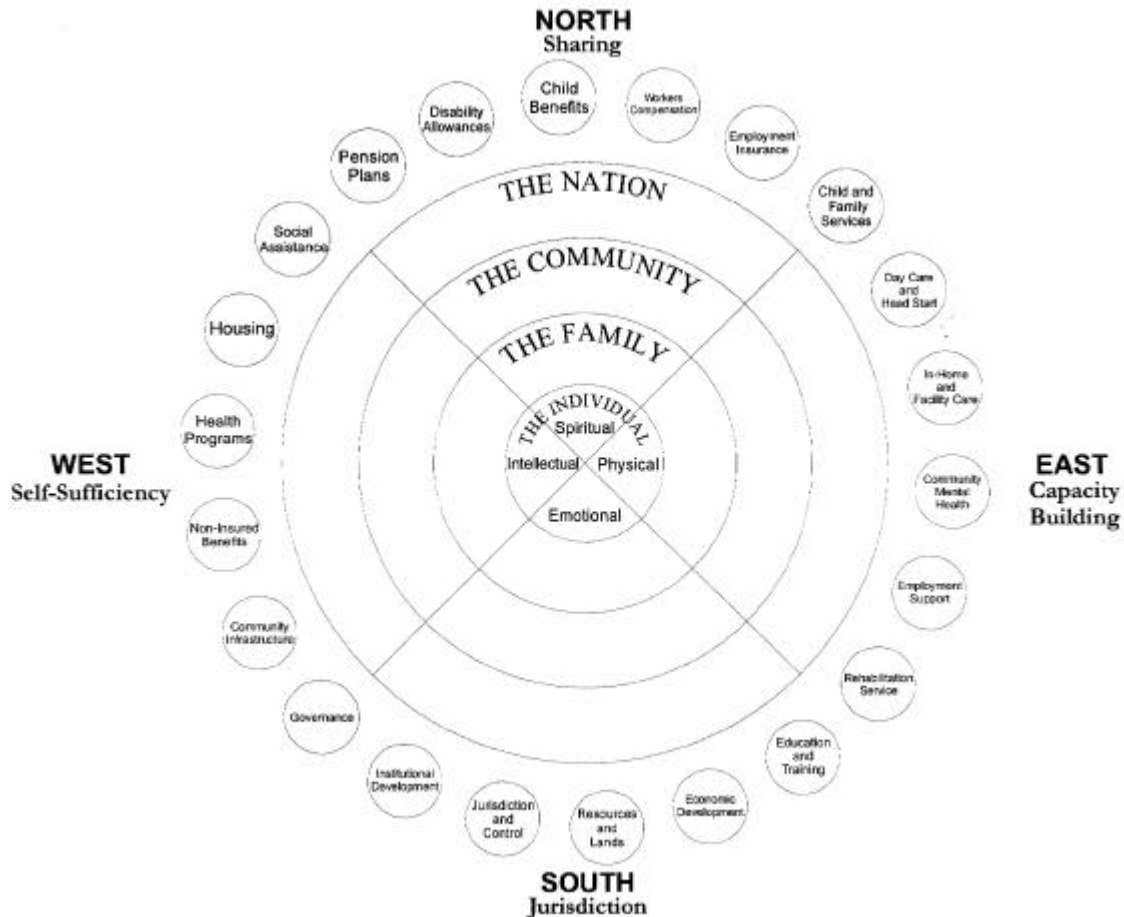 NORTH
Sharing
Child
Benefits
Workers
Compensation
Disability
Allowances
Employment
Insurance
Pension
Plans
THE NATION
Child and
Family
Services
Social
Assistance
THE COMMUNITY
Day Care
and
Head Start
Housing
THE FAMILY
In-Home
and
Facility Care
THE INDIVIDUAL
Spiritual
Intellectual
Physical
Emotional
Health
Programs
WEST
Self-Sufficiency
EAST
Capacity
Building
Community
Mental
Health
Non-Insured
Benefits
Employment
Support
Community
Infrastructure
Rehabilitation
Service
Governance
Education
and
Training
Institutional
Development
Economic
Development
Jurisdiction
and
Control
Resources
and
Lands
SOUTH
Jurisdiction